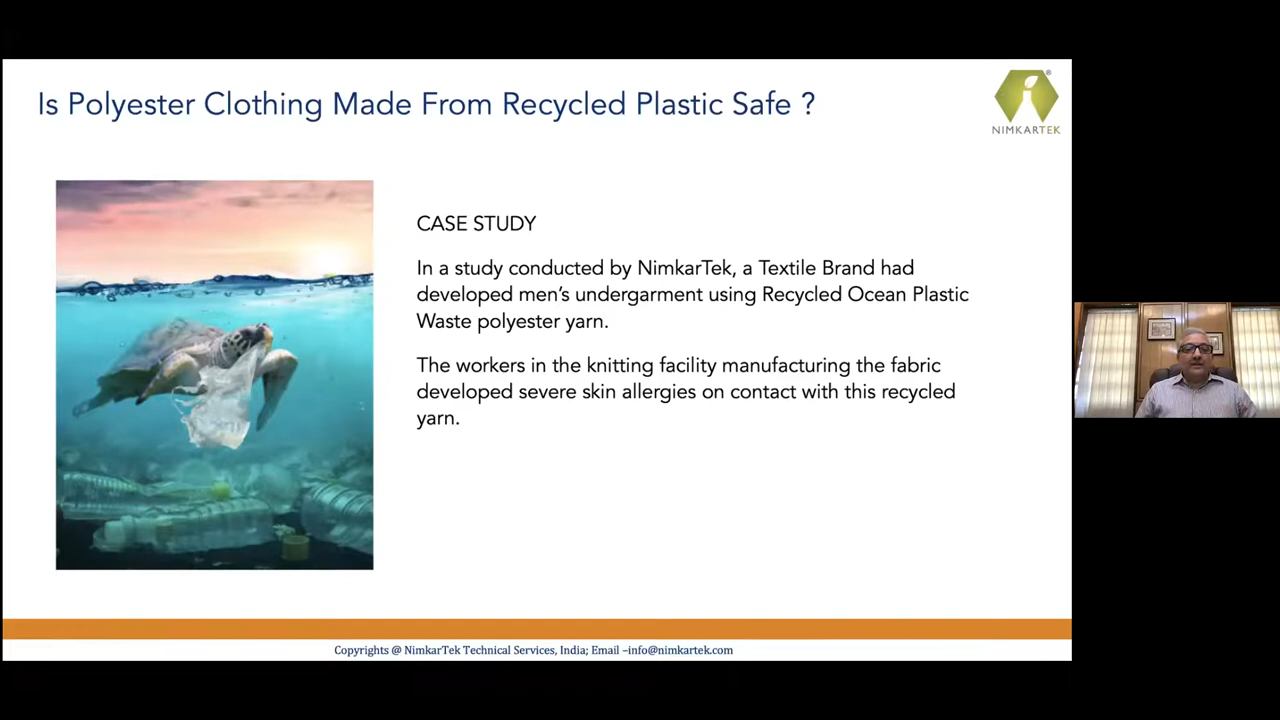 Is Polyester Clothing Made From Recycled Plastic Safe ?
®
NIMKARTEK
CASE STUDY
In a study conducted by NimkarTek, a Textile Brand had
developed men’s undergarment using Recycled Ocean Plastic
Waste polyester yarn.
The workers in the knitting facility manufacturing the fabric
developed severe skin allergies on contact with this recycled
yarn.
Copyrights @ NimkarTek Technical Services, India; Email –info@nimkartek.com